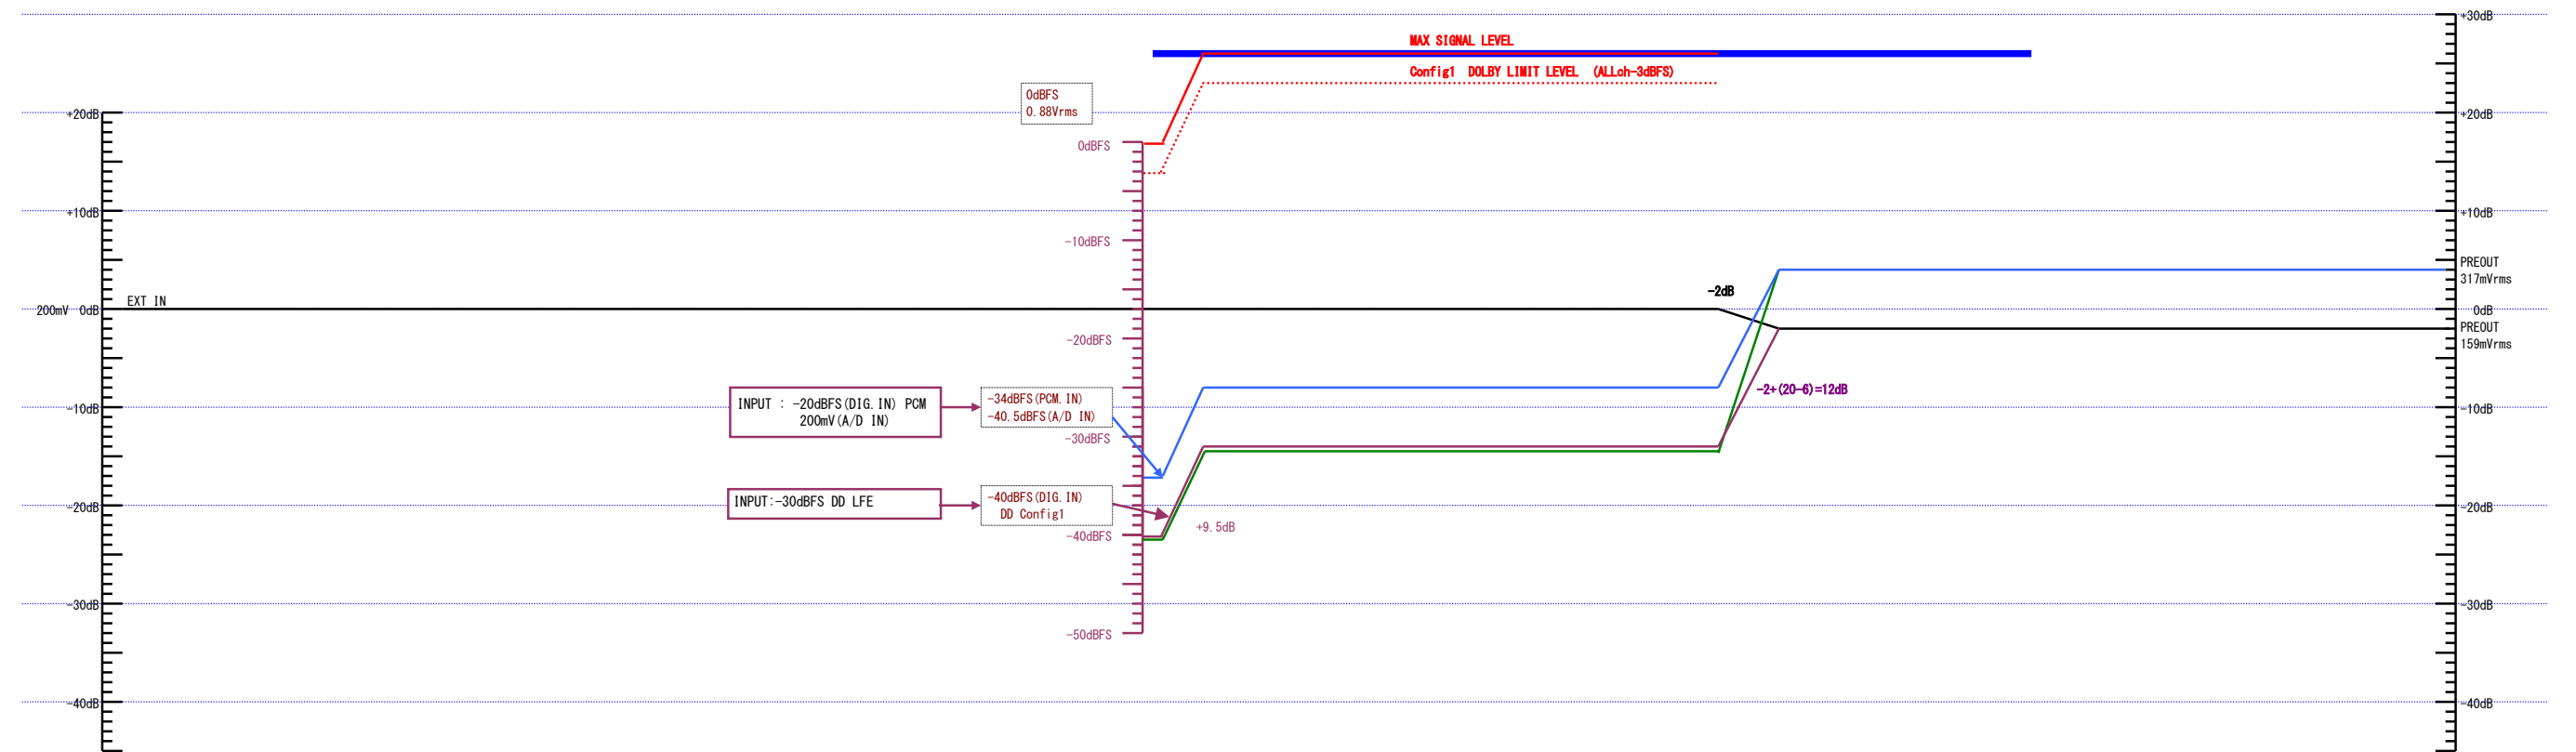 +30dB
MAX SIGNAL LEVEL
Config1 DOLBY LIMIT LEVEL (ALLch-3dBFS)
0dBFS
0.88Vrms
+20dB
+20dB
0dBFS
+10dB
+10dB
-10dBFS
PREOUT
317mVrms
EXT IN
-2dB
200mV 0dB
0dB
PREOUT
159mVrms
-20dBFS
-2+(20-6)=12dB
INPUT : -20dBFS(DIG.IN) PCM
200mV(A/D IN)
-34dBFS(PCM.IN)
-40.5dBFS(A/D IN)
-10dB
-10dB
-30dBFS
INPUT:-30dBFS DD LFE
-40dBFS(DIG.IN)
DD Config1
-20dB
-20dB
+9.5dB
-40dBFS
-30dB
-30dB
-50dBFS
-40dB
-40dB